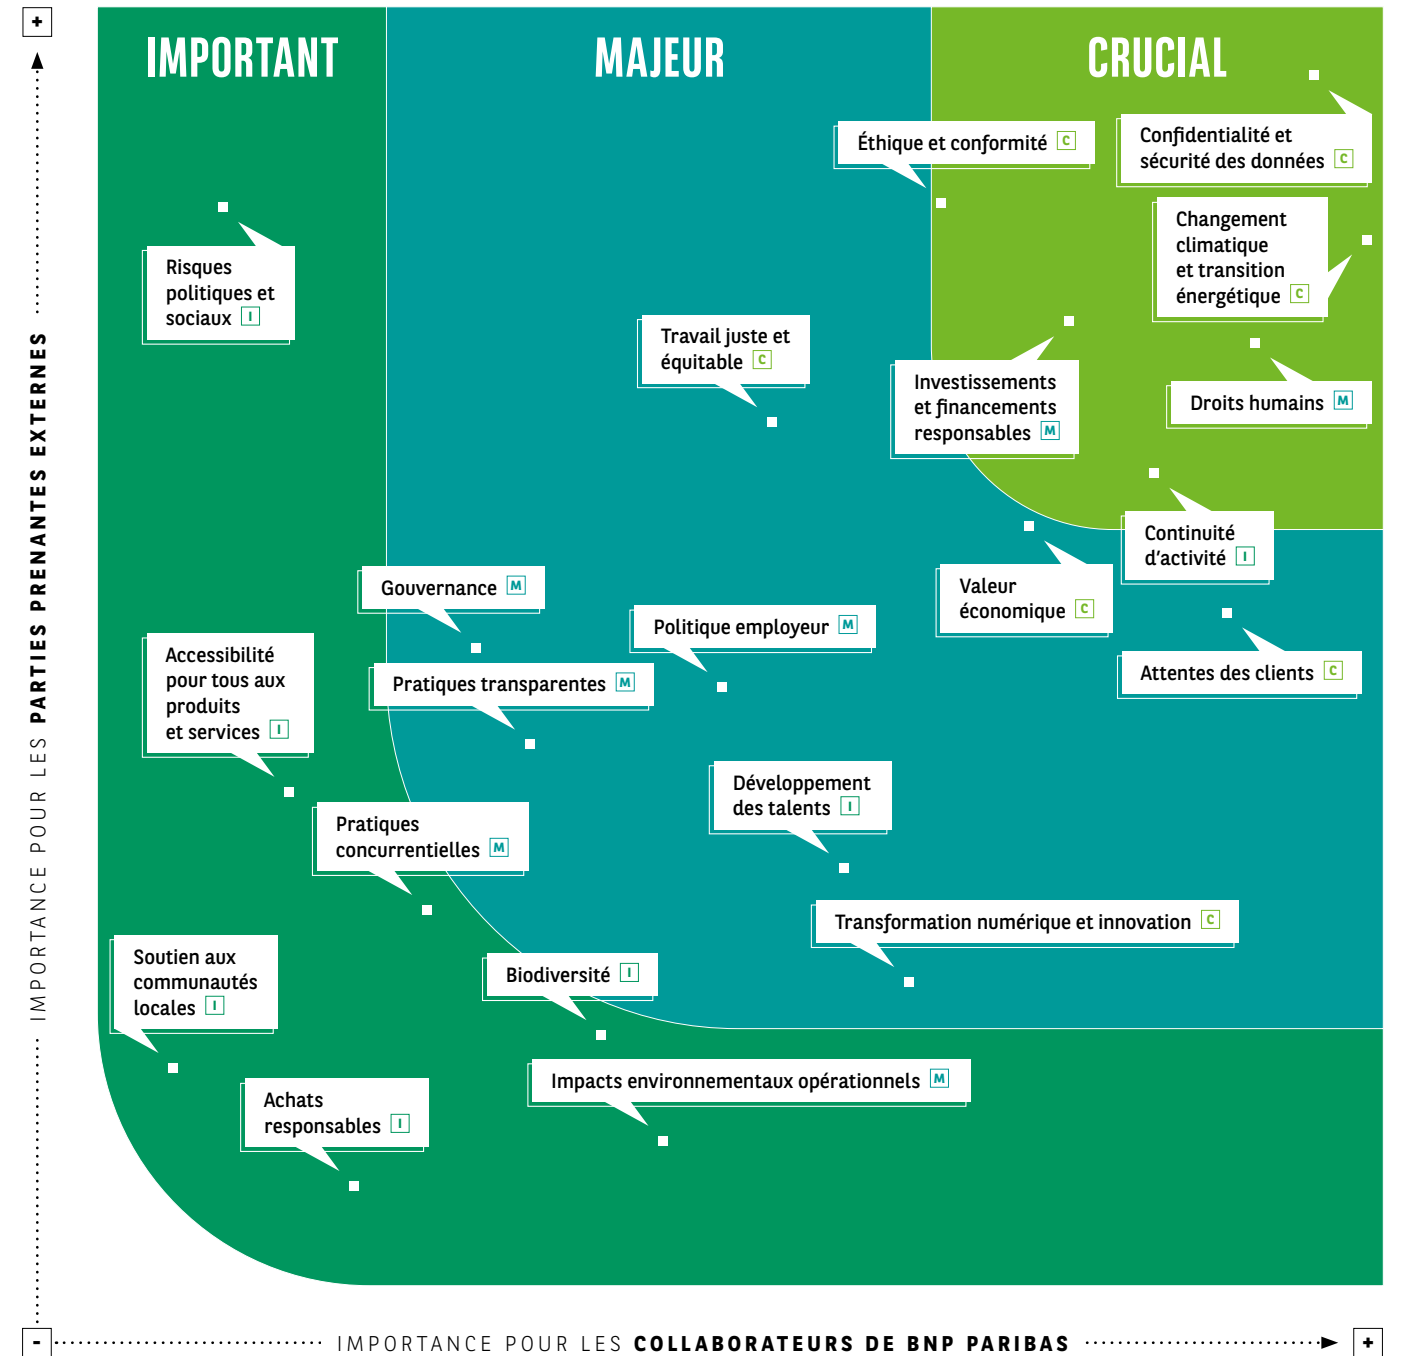 +
IMPORTANT
MAJEUR
CRUCIAL
Éthique et conformité C
Confidentialité et
sécurité des données C
Changement
climatique
et transition
énergétique C
Risques
politiques et
sociaux I
Travail juste et
équitable C
Investissements
et financements
responsables M
Droits humains M
Continuité
d'activité I
Valeur
économique C
Gouvernance M
Politique employeur M
Attentes des clients C
Accessibilité
pour tous aux
produits
et services I
Pratiques transparentes M
Développement
des talents I
Pratiques
concurrentielles M
Transformation numérique et innovation C
Soutien aux
communautés
locales I
Biodiversité I
Impacts environnementaux opérationnels M
Achats
responsables I
IMPORTANCE POUR LES PARTIES PRENANTES EXTERNES
-
IMPORTANCE POUR LES COLLABORATEURS DE BNP PARIBAS
+